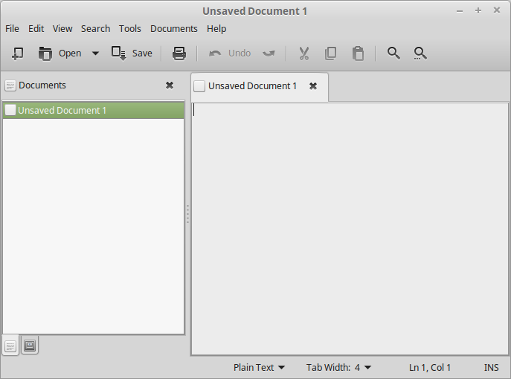 Unsaved Document 1
File Edit View Search Tools Documents Help
Open Save Undo
Documents
Unsaved Document 1
Unsaved Document 1
Plain Text Tab Width: 4 Ln 1, Col 1 INS